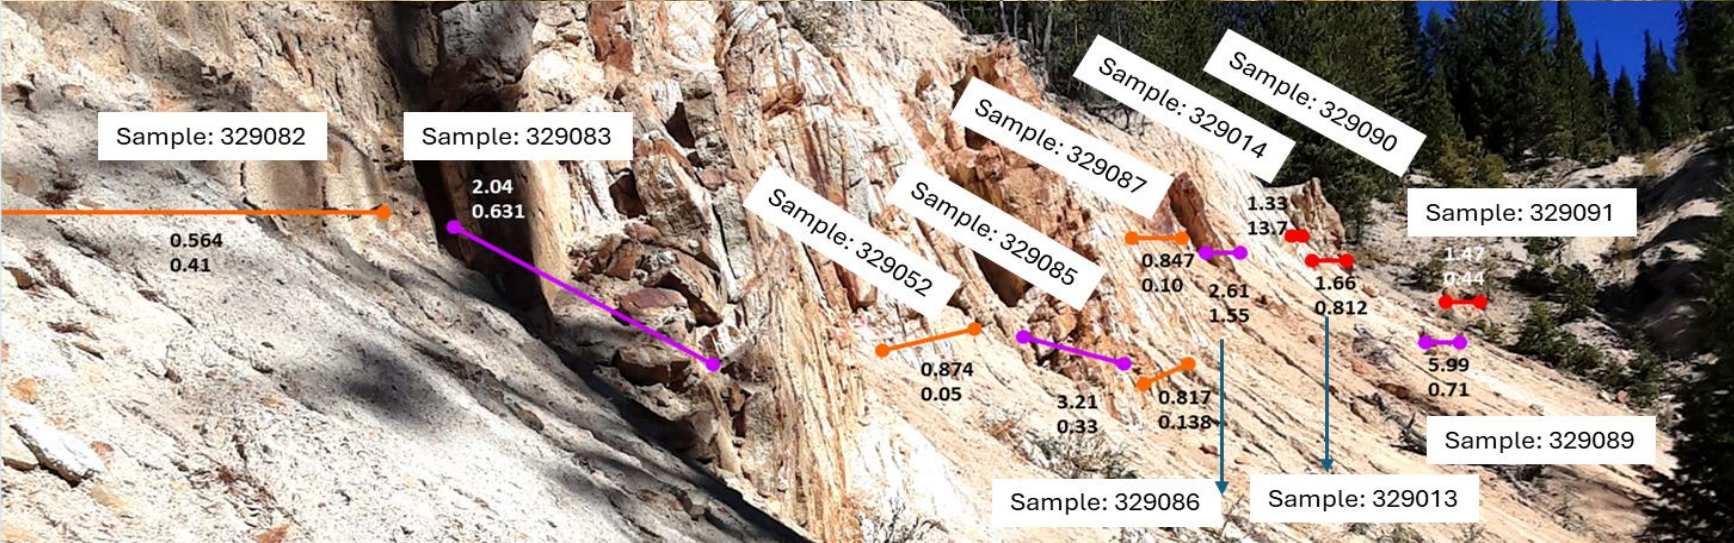 Sample: 329090
Sample: 329014
Sample: 329087
Sample: 329082
Sample: 329083
2.04
0.631
Sample: 329052
Sample: 329085
1.33
13.7
Sample: 329091
0.564
0.41
0.847
0.10
1.47
0.44
2.61
1.55
1.66
0.812
0.874
0.05
5.99
0.71
3.21
0.33
0.817
0.138
Sample: 329089
Sample: 329086
Sample: 329013